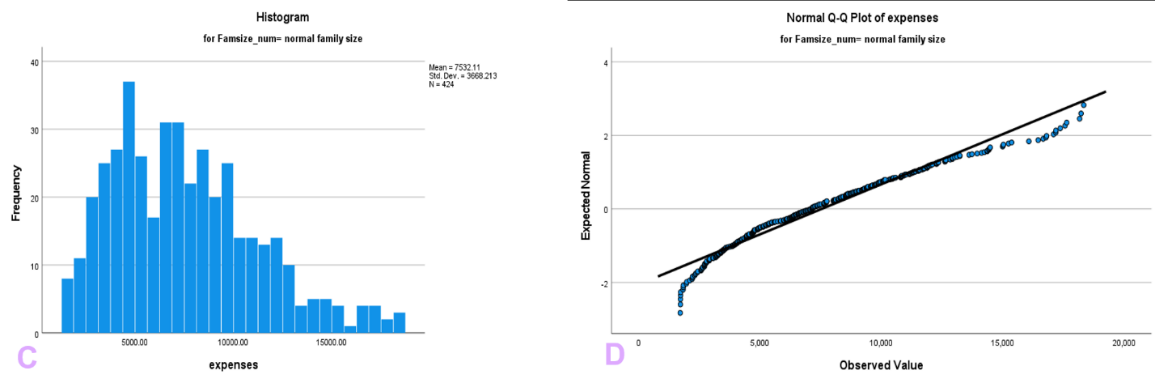 Histogram
for Famsize_num= normal family size
Mean = 7532.11
Std. Dev. = 3668.213
N = 424
40
30
20
10
0
Frequency
5000.00 10000.00 15000.00
expenses
C
Normal Q-Q Plot of expenses
for Famsize_num= normal family size
4
2
0
-2
Expected Normal
0 5,000 10,000 15,000 20,000
Observed Value
D